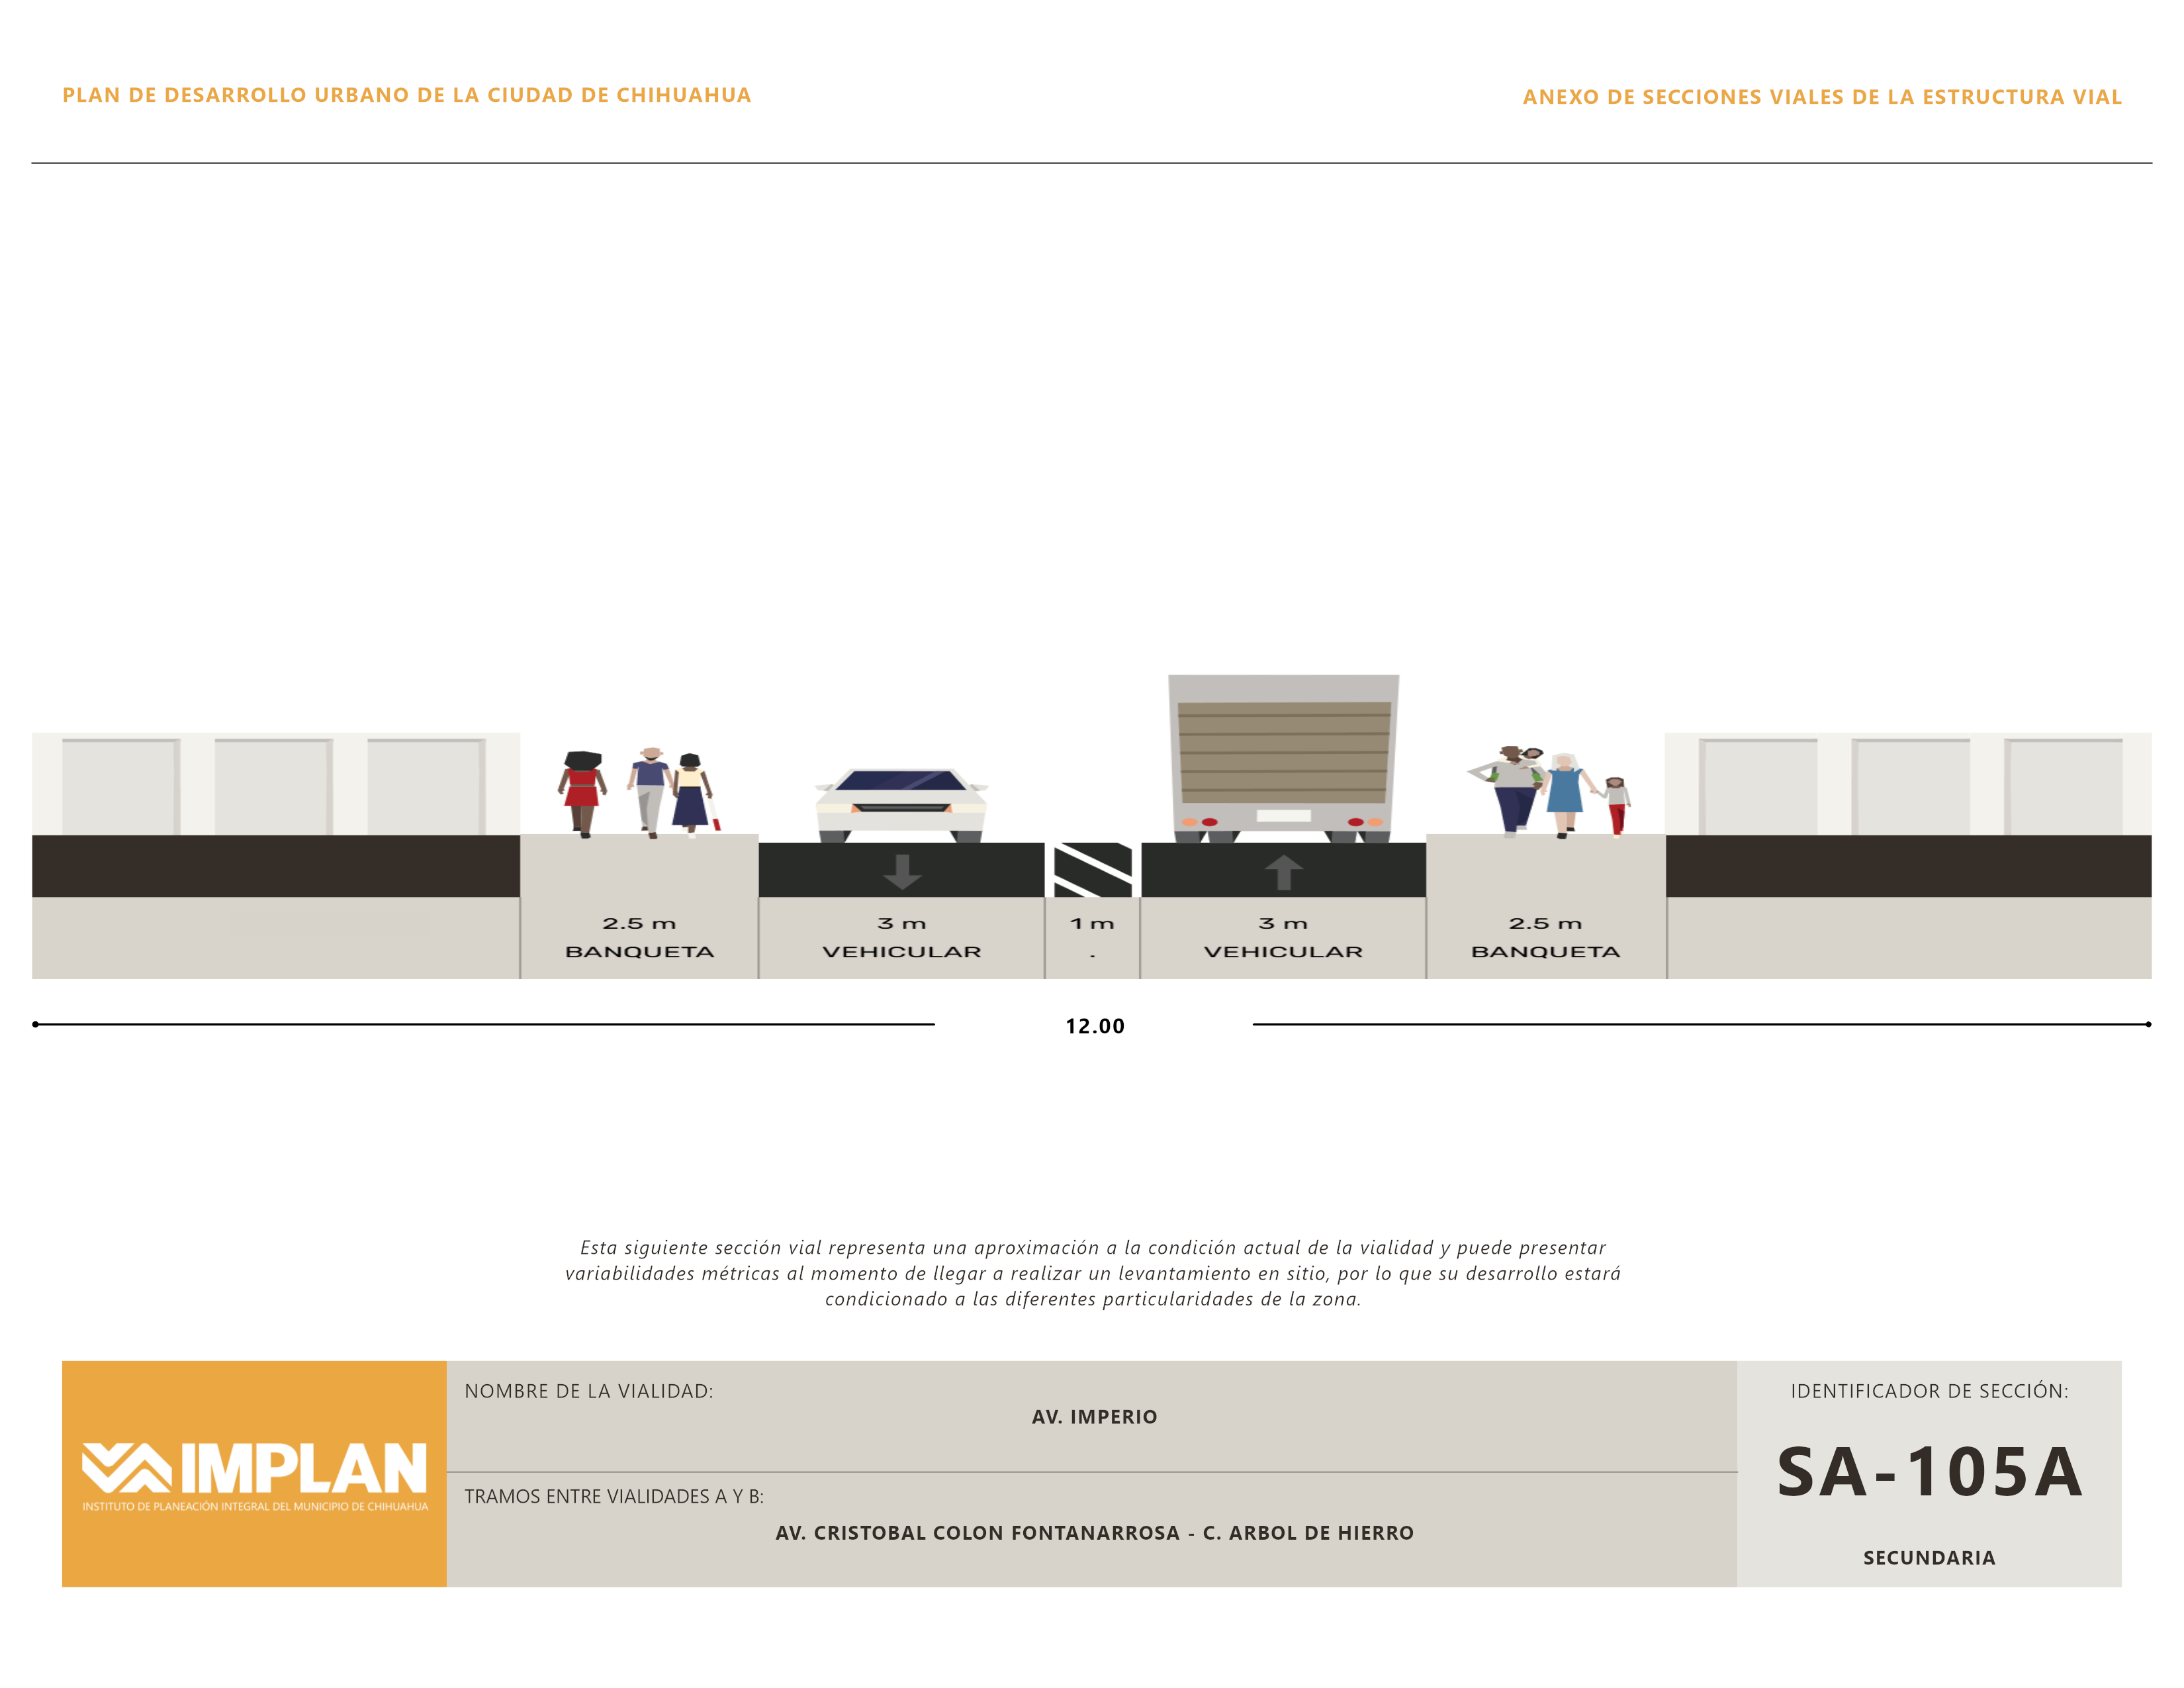 PLAN DE DESARROLLO URBANO DE LA CIUDAD DE CHIHUAHUA
ANEXO DE SECCIONES VIALES DE LA ESTRUCTURA VIAL
2.5 m
BANQUETA
3 m
VEHICULAR
1 m
.
3 m
VEHICULAR
2.5 m
BANQUETA
12.00
Esta siguiente sección vial representa una aproximación a la condición actual de la vialidad y puede presentar
variabilidades métricas al momento de llegar a realizar un levantamiento en sitio, por lo que su desarrollo estará
condicionado a las diferentes particularidades de la zona.
IMPLAN
INSTITUTO DE PLANEACIÓN INTEGRAL DEL MUNICIPIO DE CHIHUAHUA
NOMBRE DE LA VIALIDAD:
AV. IMPERIO
TRAMOS ENTRE VIALIDADES A Y B:
AV. CRISTOBAL COLON FONTANARROSA - C. ARBOL DE HIERRO
IDENTIFICADOR DE SECCIÓN:
SA-105A
SECUNDARIA